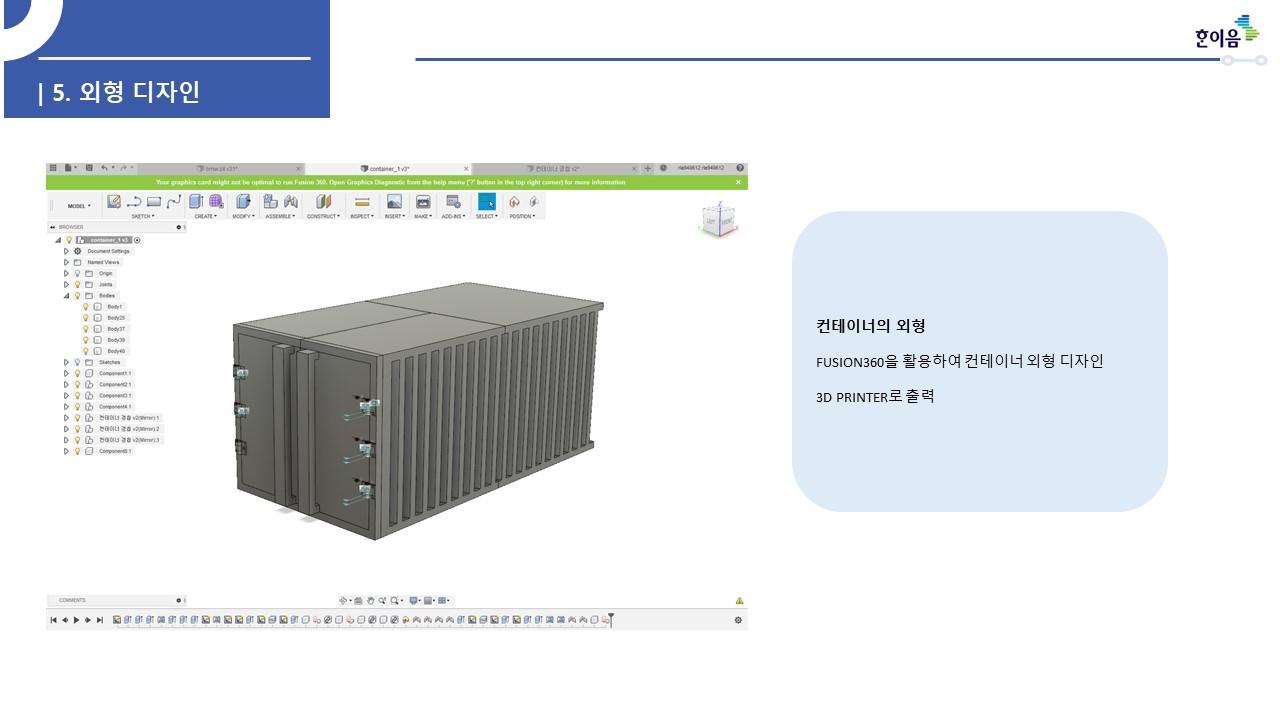 한이음
| 5. 외형 디자인
container_1 v3*
컨테이너 경첩 v2*
rla940612 rla940612
Your graphics card might not be optimal to run Fusion 360. Open Graphics Diagnostic from the help menu ('?' button in the top right corner) for more information
MODEL
SKETCH
CREATE
MODIFY
ASSEMBLE
CONSTRUCT
INSPECT
INSERT
MAKE
ADD-INS
SELECT
POSITION
BROWSER
Z
LEFT
FRONT
X
container_1 v3
Document Settings
Named Views
Origin
Joints
Bodies
Body1
Body25
Body37
Body39
Body40
Sketches
Component1:1
Component2:1
Component3:1
Component4:1
컨테이너 경첩 v2(Mirror):1
컨테이너 경첩 v2(Mirror):2
컨테이너 경첩 v2(Mirror):3
Component8:1
컨테이너의 외형
FUSION360을 활용하여 컨테이너 외형 디자인
3D PRINTER로 출력
COMMENTS